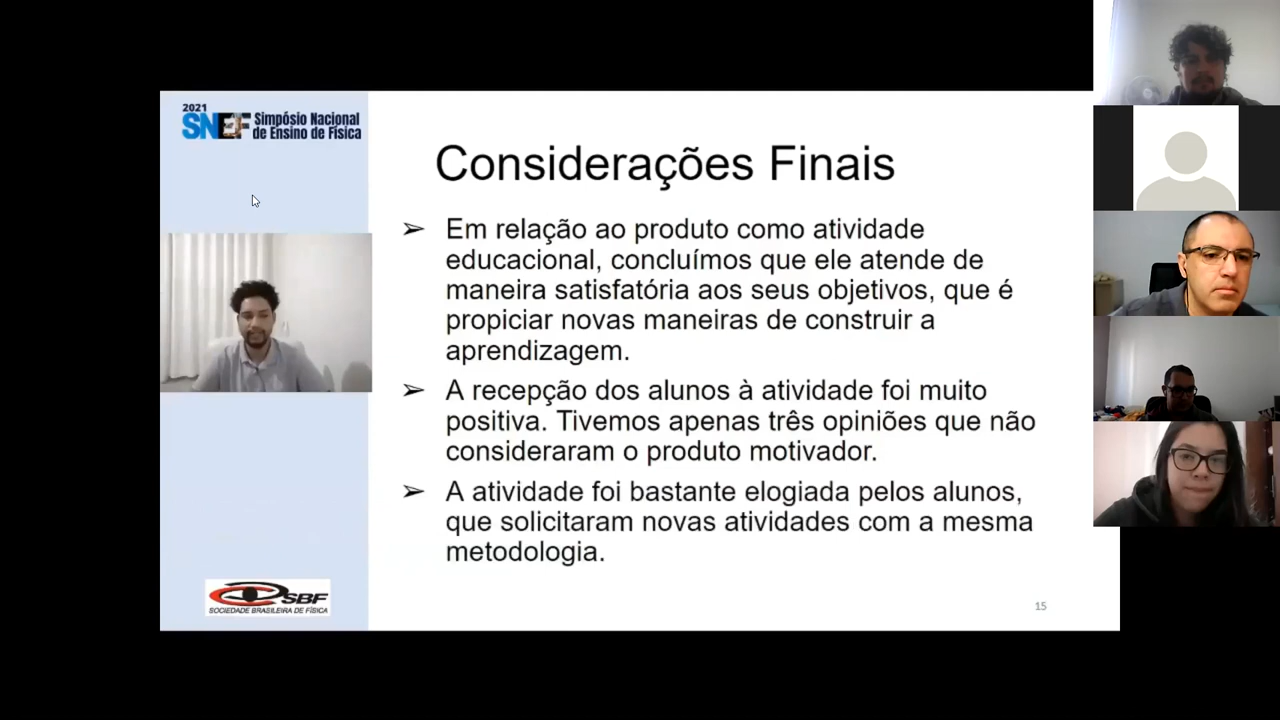 2021
SNEF Simpósio Nacional
de Ensino de Física
Considerações Finais
➢ Em relação ao produto como atividade
educacional, concluímos que ele atende de
maneira satisfatória aos seus objetivos, que é
propiciar novas maneiras de construir a
aprendizagem.
➢ A recepção dos alunos à atividade foi muito
positiva. Tivemos apenas três opiniões que não
consideraram o produto motivador.
➢ A atividade foi bastante elogiada pelos alunos,
que solicitaram novas atividades com a mesma
metodologia.
SBF
SOCIEDADE BRASILEIRA DE FÍSICA
15